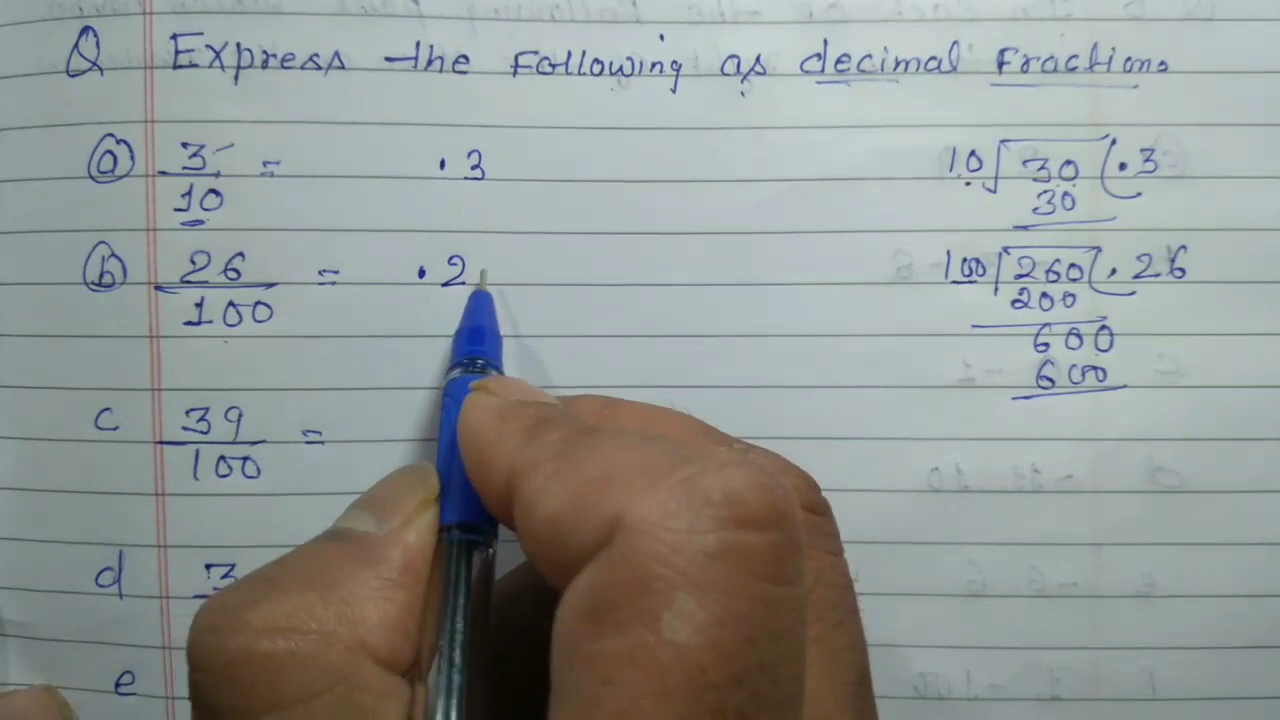 Q Express the following as decimal fraction.
(a) 3/10 = .3
10 √30 ( .3
30
(b) 26/100 = .2
100 √260 ( .26
200
600
600
c 39/100 =
d 3
e